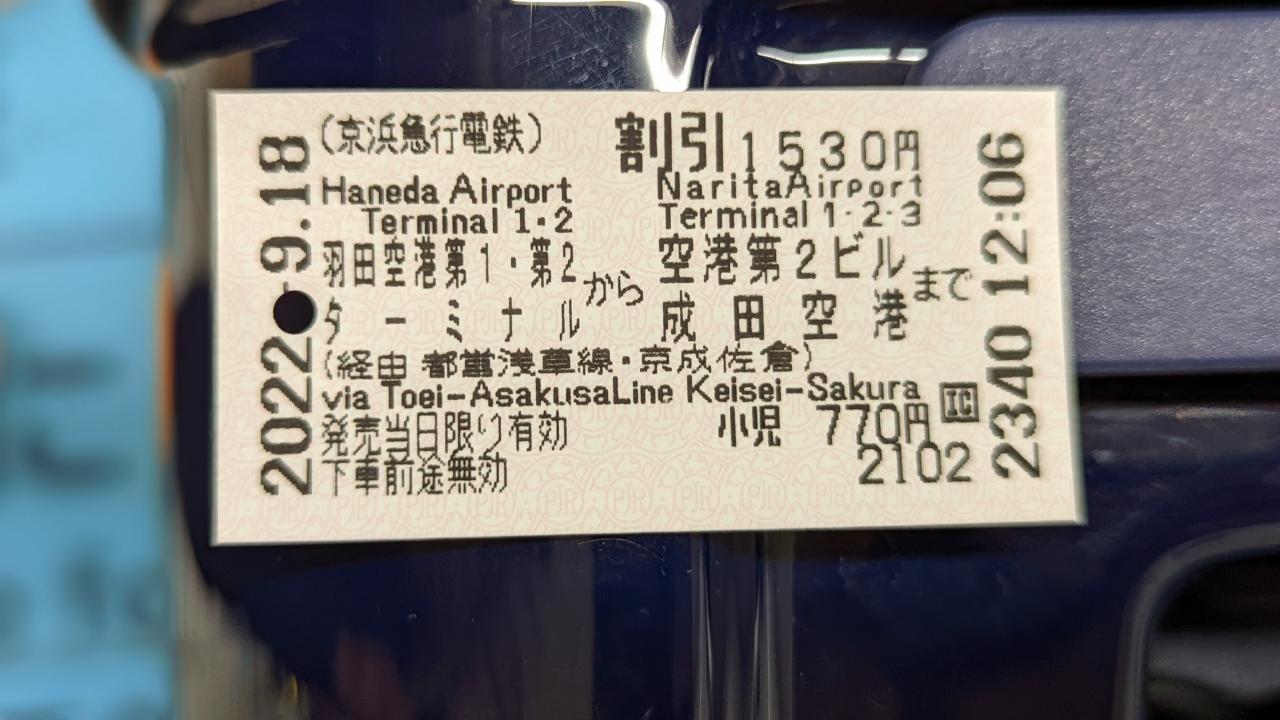 2022.-9.18
(京浜急行電鉄) 割引1530円
Haneda Airport Terminal 1・2
NaritaAirport Terminal 1・2・3
羽田空港第1・第2ターミナルから
空港第2ビル
成田空港まで
(経由 都営浅草線・京成佐倉)
via Toei-AsakusaLine Keisei-Sakura
発売当日限り有効 小児 770円 IC
下車前途無効 2102
2340 12:06